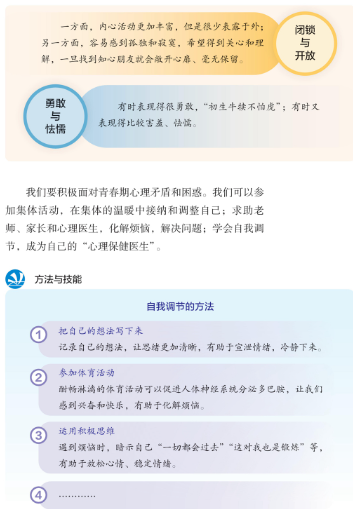 一方面，内心活动更加丰富，但是很少表露于外；
另一方面，容易感到孤独和寂寞，希望得到关心和理
解，一旦找到知心朋友就会敞开心扉、毫无保留。
闭锁
与
开放
勇敢
与
怯懦
有时表现得很勇敢，“初生牛犊不怕虎”；有时又
表现得比较害羞、怯懦。
我们要积极面对青春期心理矛盾和困惑。我们可以参
加集体活动，在集体的温暖中接纳和调整自己；求助老
师、家长和心理医生，化解烦恼，解决问题；学会自我调
节，成为自己的“心理保健医生”。
方法与技能
自我调节的方法
1 把自己的想法写下来
记录自己的想法，让思绪更加清晰，有助于宣泄情绪，冷静下来。
2 参加体育活动
酣畅淋漓的体育活动可以促进人体神经系统分泌多巴胺，让我们
感到兴奋和快乐，有助于化解烦恼。
3 运用积极思维
遇到烦恼时，暗示自己“一切都会过去”“这对我也是锻炼”等，
有助于放松心情、稳定情绪。
4 …………